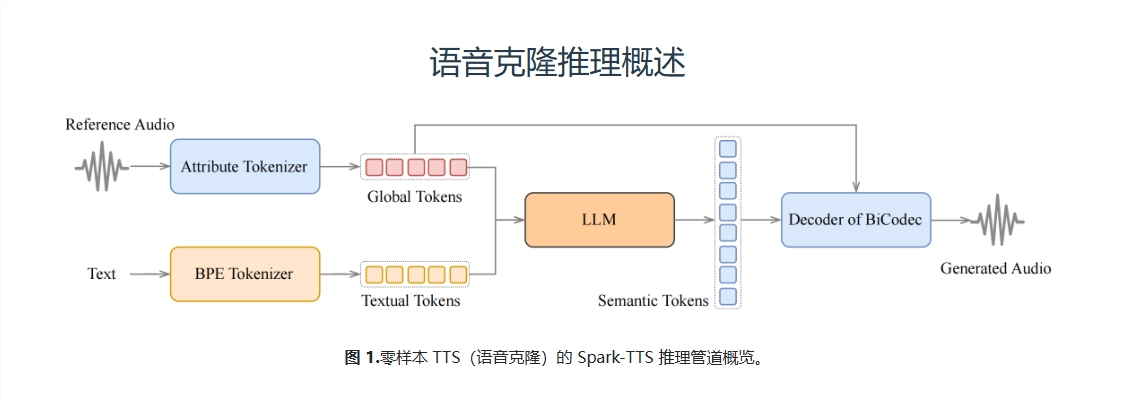 语音克隆推理概述
Reference Audio
Attribute Tokenizer
Global Tokens
LLM
Decoder of BiCodec
Generated Audio
Text
BPE Tokenizer
Textual Tokens
Semantic Tokens
图 1.零样本 TTS（语音克隆）的 Spark-TTS 推理管道概览。